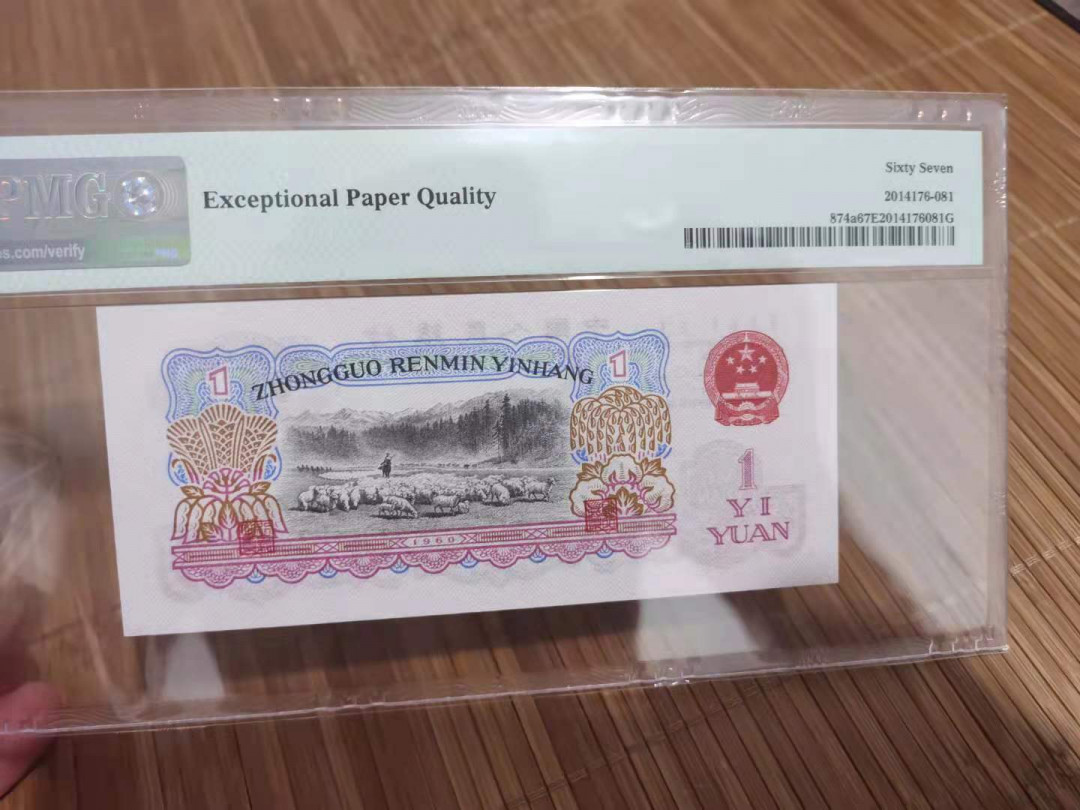 PMG
s.com/verify
Exceptional Paper Quality
Sixty Seven
2014176-081
874a67E2014176081G
1
ZHONGGUO RENMIN YINHANG
1
1
YI
YUAN
1960